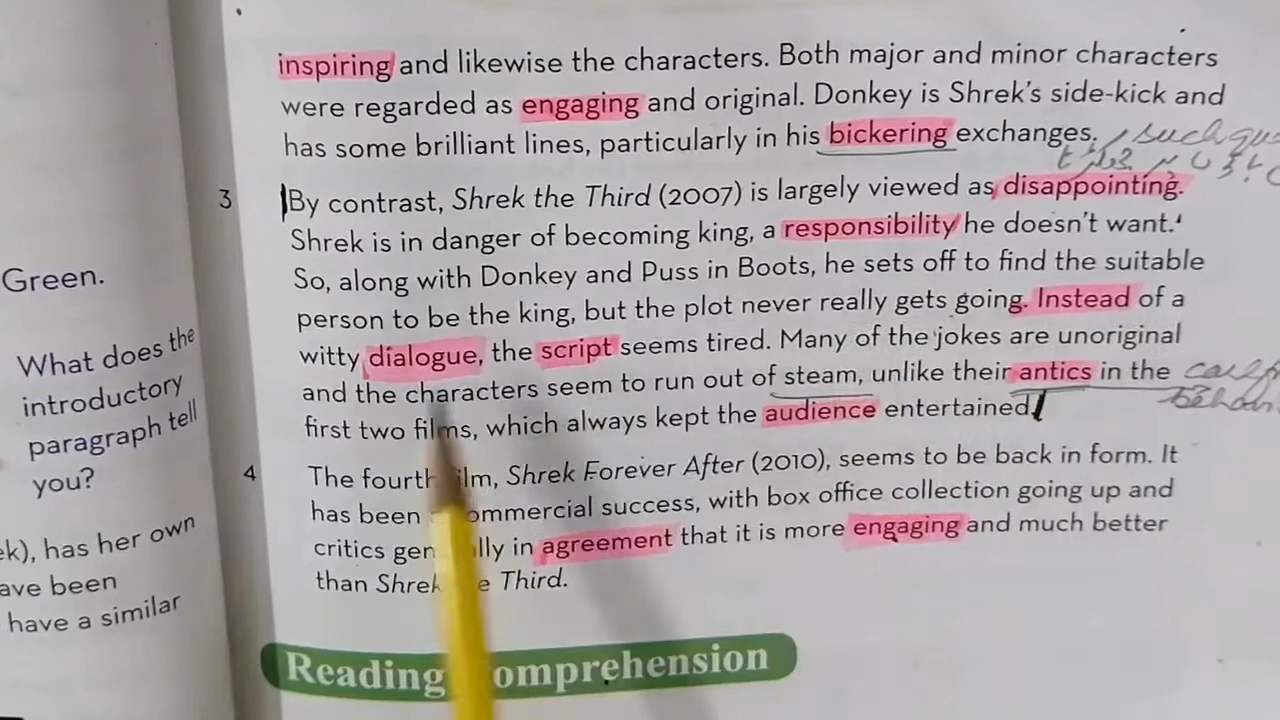 inspiring and likewise the characters. Both major and minor characters
were regarded as engaging and original. Donkey is Shrek's side-kick and
has some brilliant lines, particularly in his bickering exchanges.
such
3
By contrast, Shrek the Third (2007) is largely viewed as disappointing.
Shrek is in danger of becoming king, a responsibility he doesn't want.
So, along with Donkey and Puss in Boots, he sets off to find the suitable
person to be the king, but the plot never really gets going. Instead of a
witty dialogue, the script seems tired. Many of the jokes are unoriginal
and the characters seem to run out of steam, unlike their antics in the
first two films, which always kept the audience entertained
4
The fourth film, Shrek Forever After (2010), seems to be back in form. It
has been commercial success, with box office collection going up and
critics generally in agreement that it is more engaging and much better
than Shrek the Third.
Reading Comprehension
Green.
What does the
introductory
paragraph tell
you?
ek), has her own
ave been
have a similar